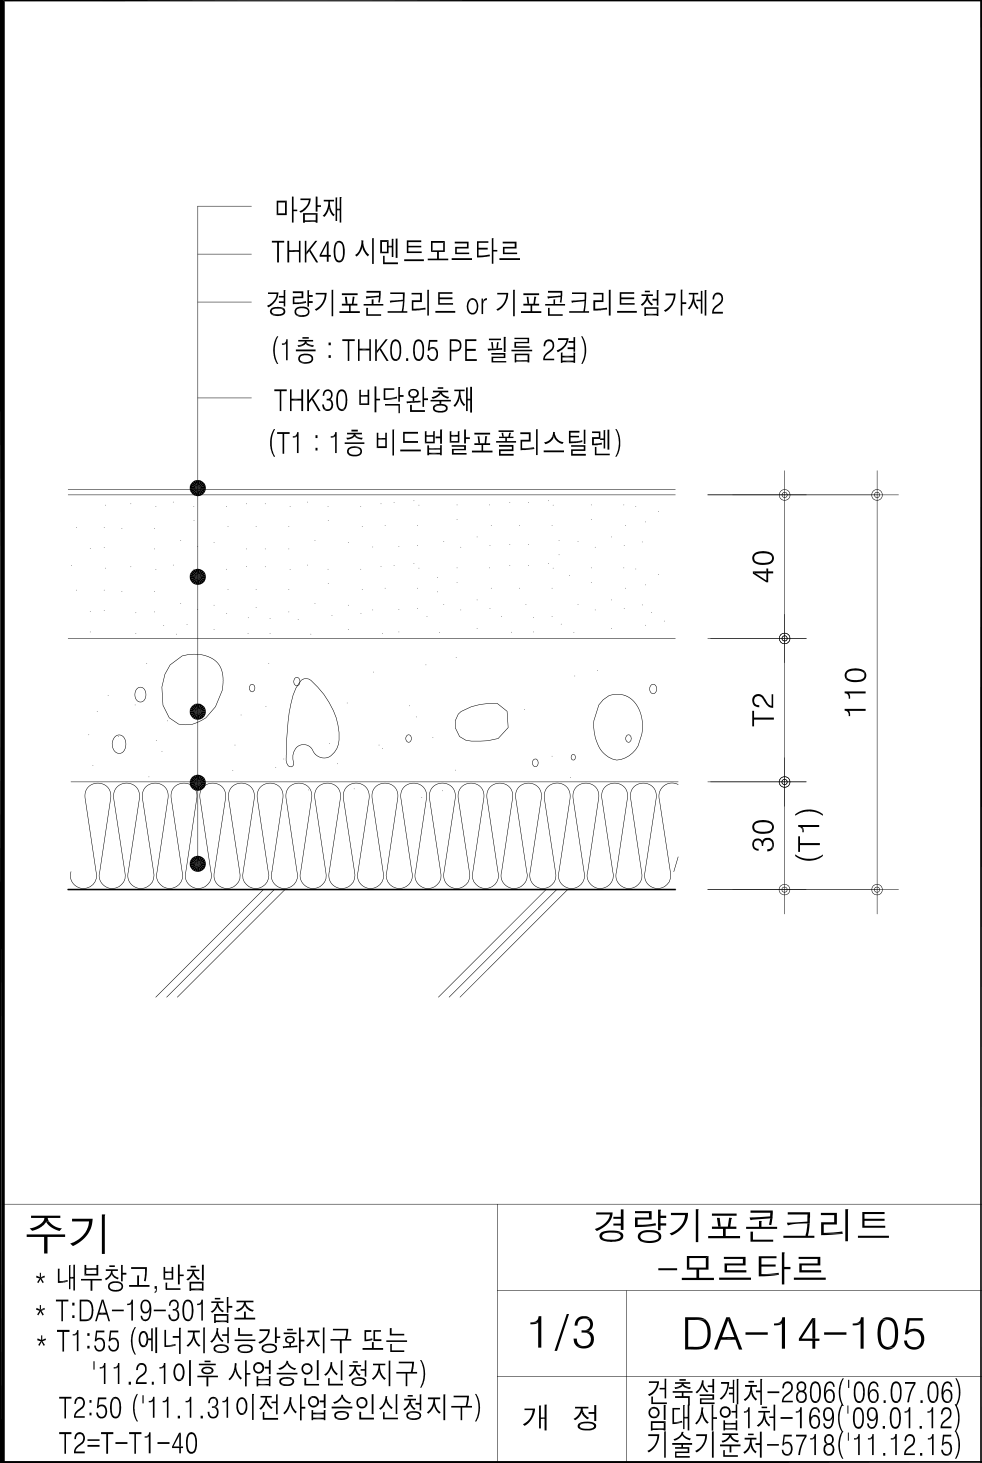 마감재
THK40 시멘트모르타르
경량기포콘크리트 or 기포콘크리트첨가제2
(1층 : THK0.05 PE 필름 2겹)
THK30 바닥완충재
(T1 : 1층 비드법발포폴리스틸렌)
40
T2
110
30
(T1)
주기
* 내부창고,반침
* T:DA-19-301참조
* T1:55 (에너지성능강화지구 또는
'11.2.1이후 사업승인신청지구)
T2:50 ('11.1.31이전사업승인신청지구)
T2=T-T1-40
경량기포콘크리트
-모르타르
1/3
DA-14-105
개 정
건축설계처-2806('06.07.06)
임대사업1처-169('09.01.12)
기술기준처-5718('11.12.15)